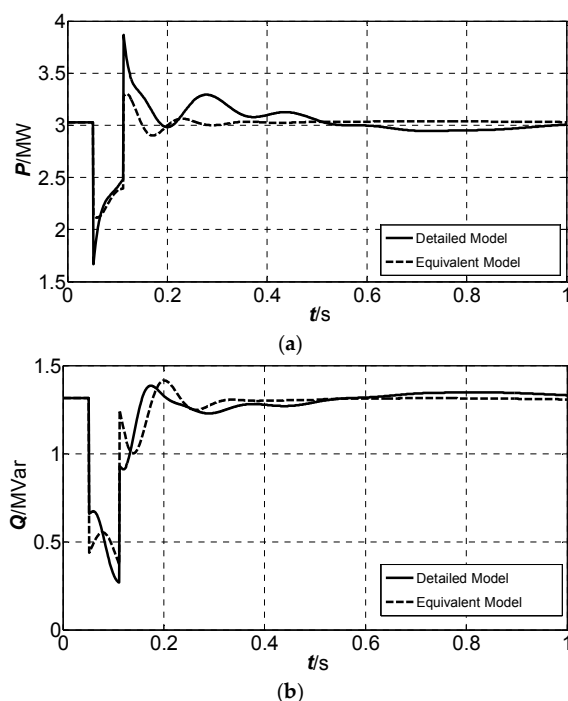 4
3.5
3
2.5
2
1.5
P/MW
0 0.2 0.4 0.6 0.8 1
t/s
Detailed Model
Equivalent Model
(a)
1.5
1
0.5
0
Q/MVar
0 0.2 0.4 0.6 0.8 1
t/s
Detailed Model
Equivalent Model
(b)